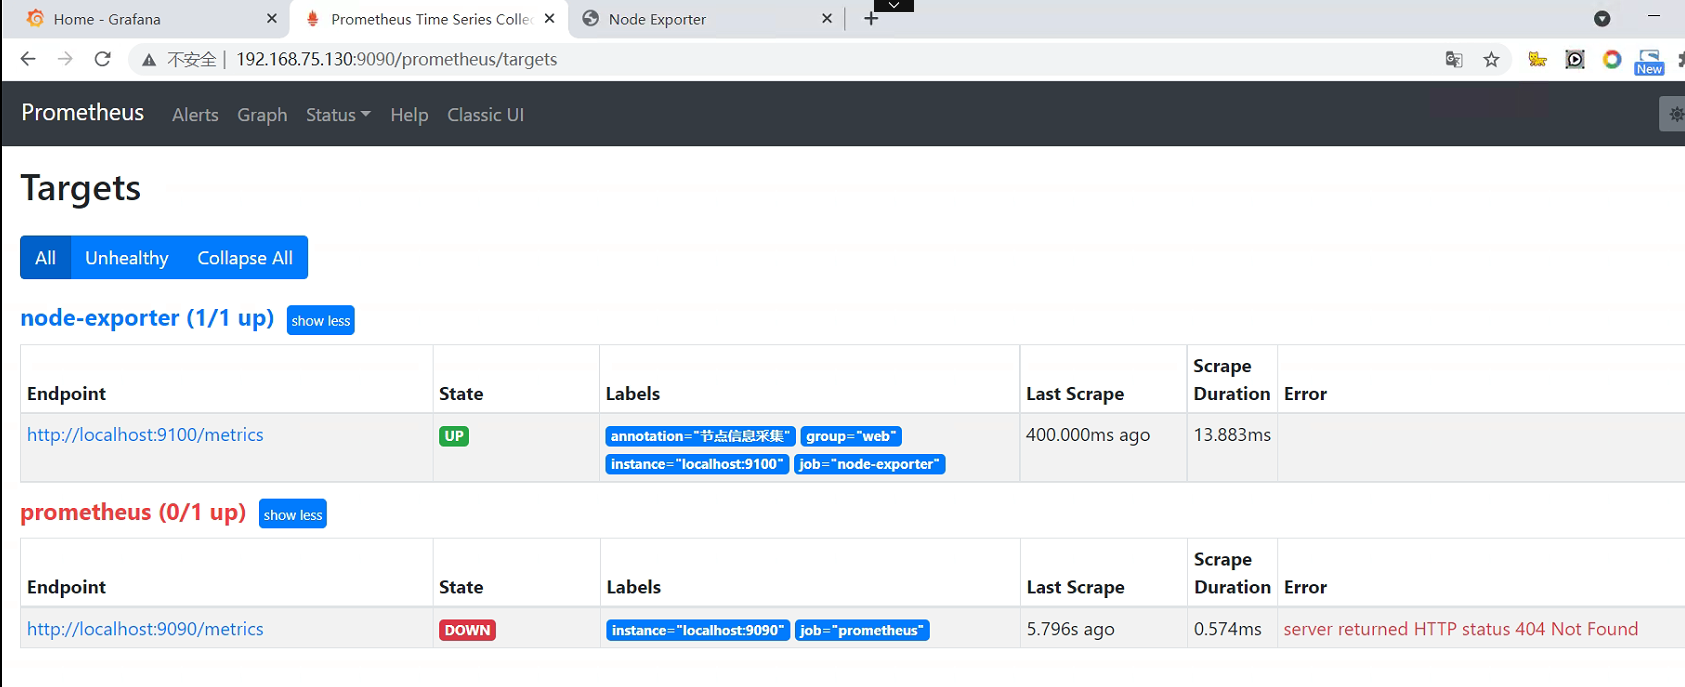 Home - Grafana
Prometheus Time Series Collec
Node Exporter
不安全 | 192.168.75.130:9090/prometheus/targets
New
Prometheus Alerts Graph Status Help Classic UI
Targets
All Unhealthy Collapse All
node-exporter (1/1 up) show less
Endpoint State Labels Last Scrape Scrape Duration Error
http://localhost:9100/metrics UP annotation="节点信息采集" group="web" 400.000ms ago 13.883ms
instance="localhost:9100" job="node-exporter"
prometheus (0/1 up) show less
Endpoint State Labels Last Scrape Scrape Duration Error
http://localhost:9090/metrics DOWN instance="localhost:9090" job="prometheus" 5.796s ago 0.574ms server returned HTTP status 404 Not Found